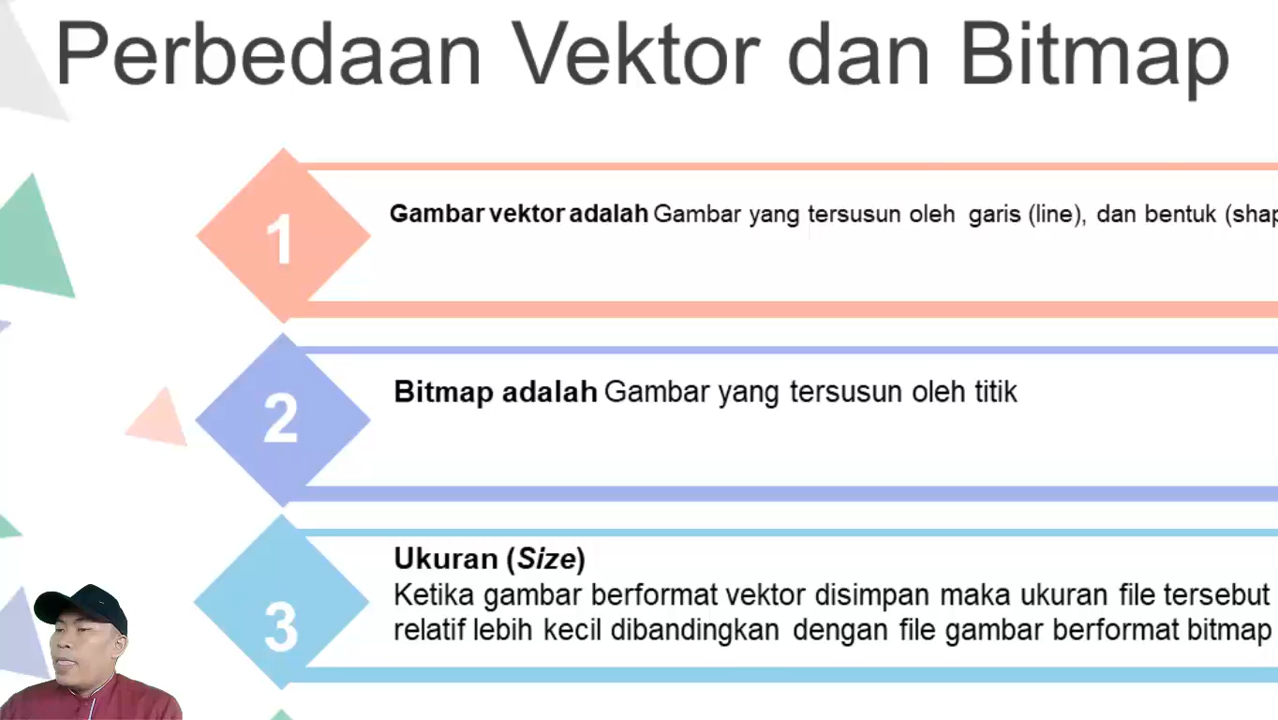 Perbedaan Vektor dan Bitmap
1
Gambar vektor adalah Gambar yang tersusun oleh garis (line), dan bentuk
2
Bitmap adalah Gambar yang tersusun oleh titik
3
Ukuran (Size)
Ketika gambar berformat vektor disimpan maka ukuran file tersebut
relatif lebih kecil dibandingkan dengan file gambar berformat bitmap